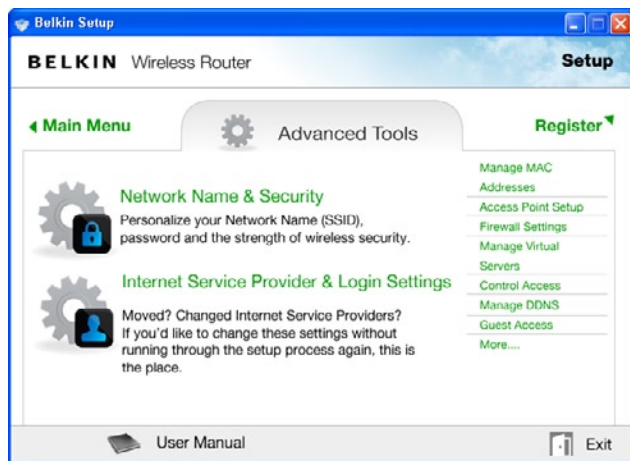 Belkin Setup
BELKIN Wireless Router
Setup
Main Menu
Advanced Tools
Register
Network Name & Security
Personalize your Network Name (SSID),
password and the strength of wireless security.
Internet Service Provider & Login Settings
Moved? Changed Internet Service Providers?
If you'd like to change these settings without
running through the setup process again, this is
the place.
Manage MAC
Addresses
Access Point Setup
Firewall Settings
Manage Virtual
Servers
Control Access
Manage DDNS
Guest Access
More....
User Manual
Exit